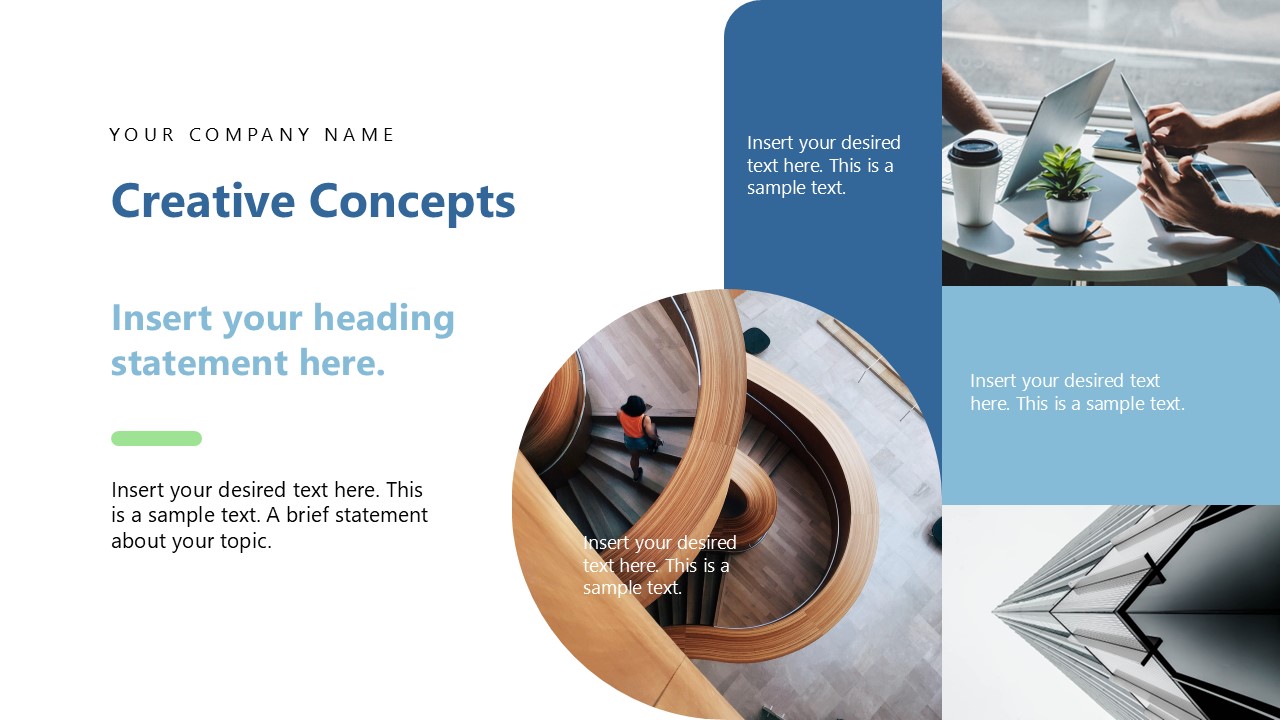 YOUR COMPANY NAME
Creative Concepts
Insert your heading
statement here.
Insert your desired text here. This
is a sample text. A brief statement
about your topic.
Insert your desired
text here. This is a
sample text.
Insert your desired text
here. This is a sample text.
Insert your desired
text here. This is a
sample text.